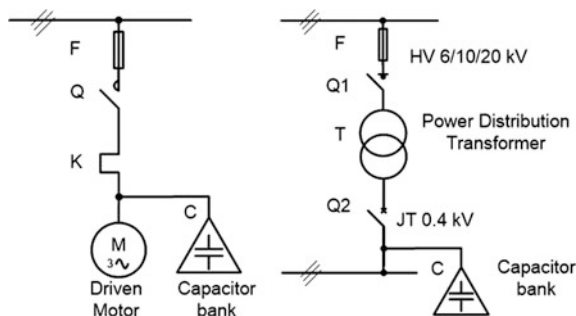 F
Q
K
C
M
3∿
Driven
Motor
Capacitor
bank
F
HV 6/10/20 kV
Q1
T
Power Distribution
Transformer
Q2
JT 0.4 kV
C
Capacitor
bank